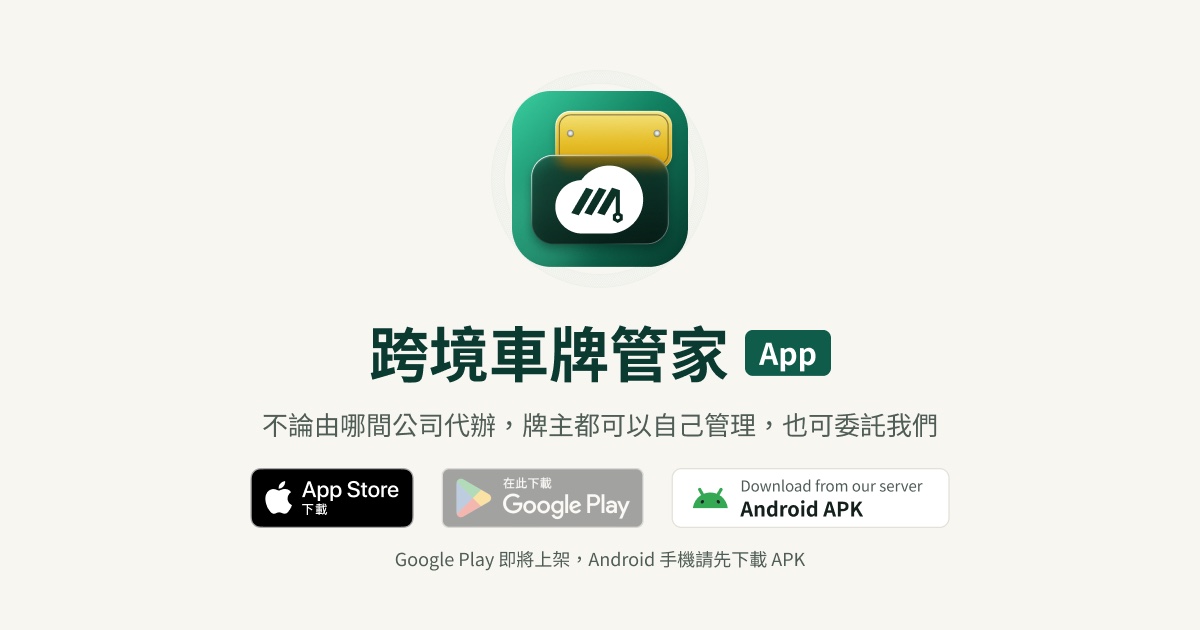 跨境車牌管家 App
不論由哪間公司代辦，牌主都可以自己管理，也可委託我們
App Store
下載
在此下載
Google Play
Download from our server
Android APK
Google Play 即將上架，Android 手機請先下載 APK